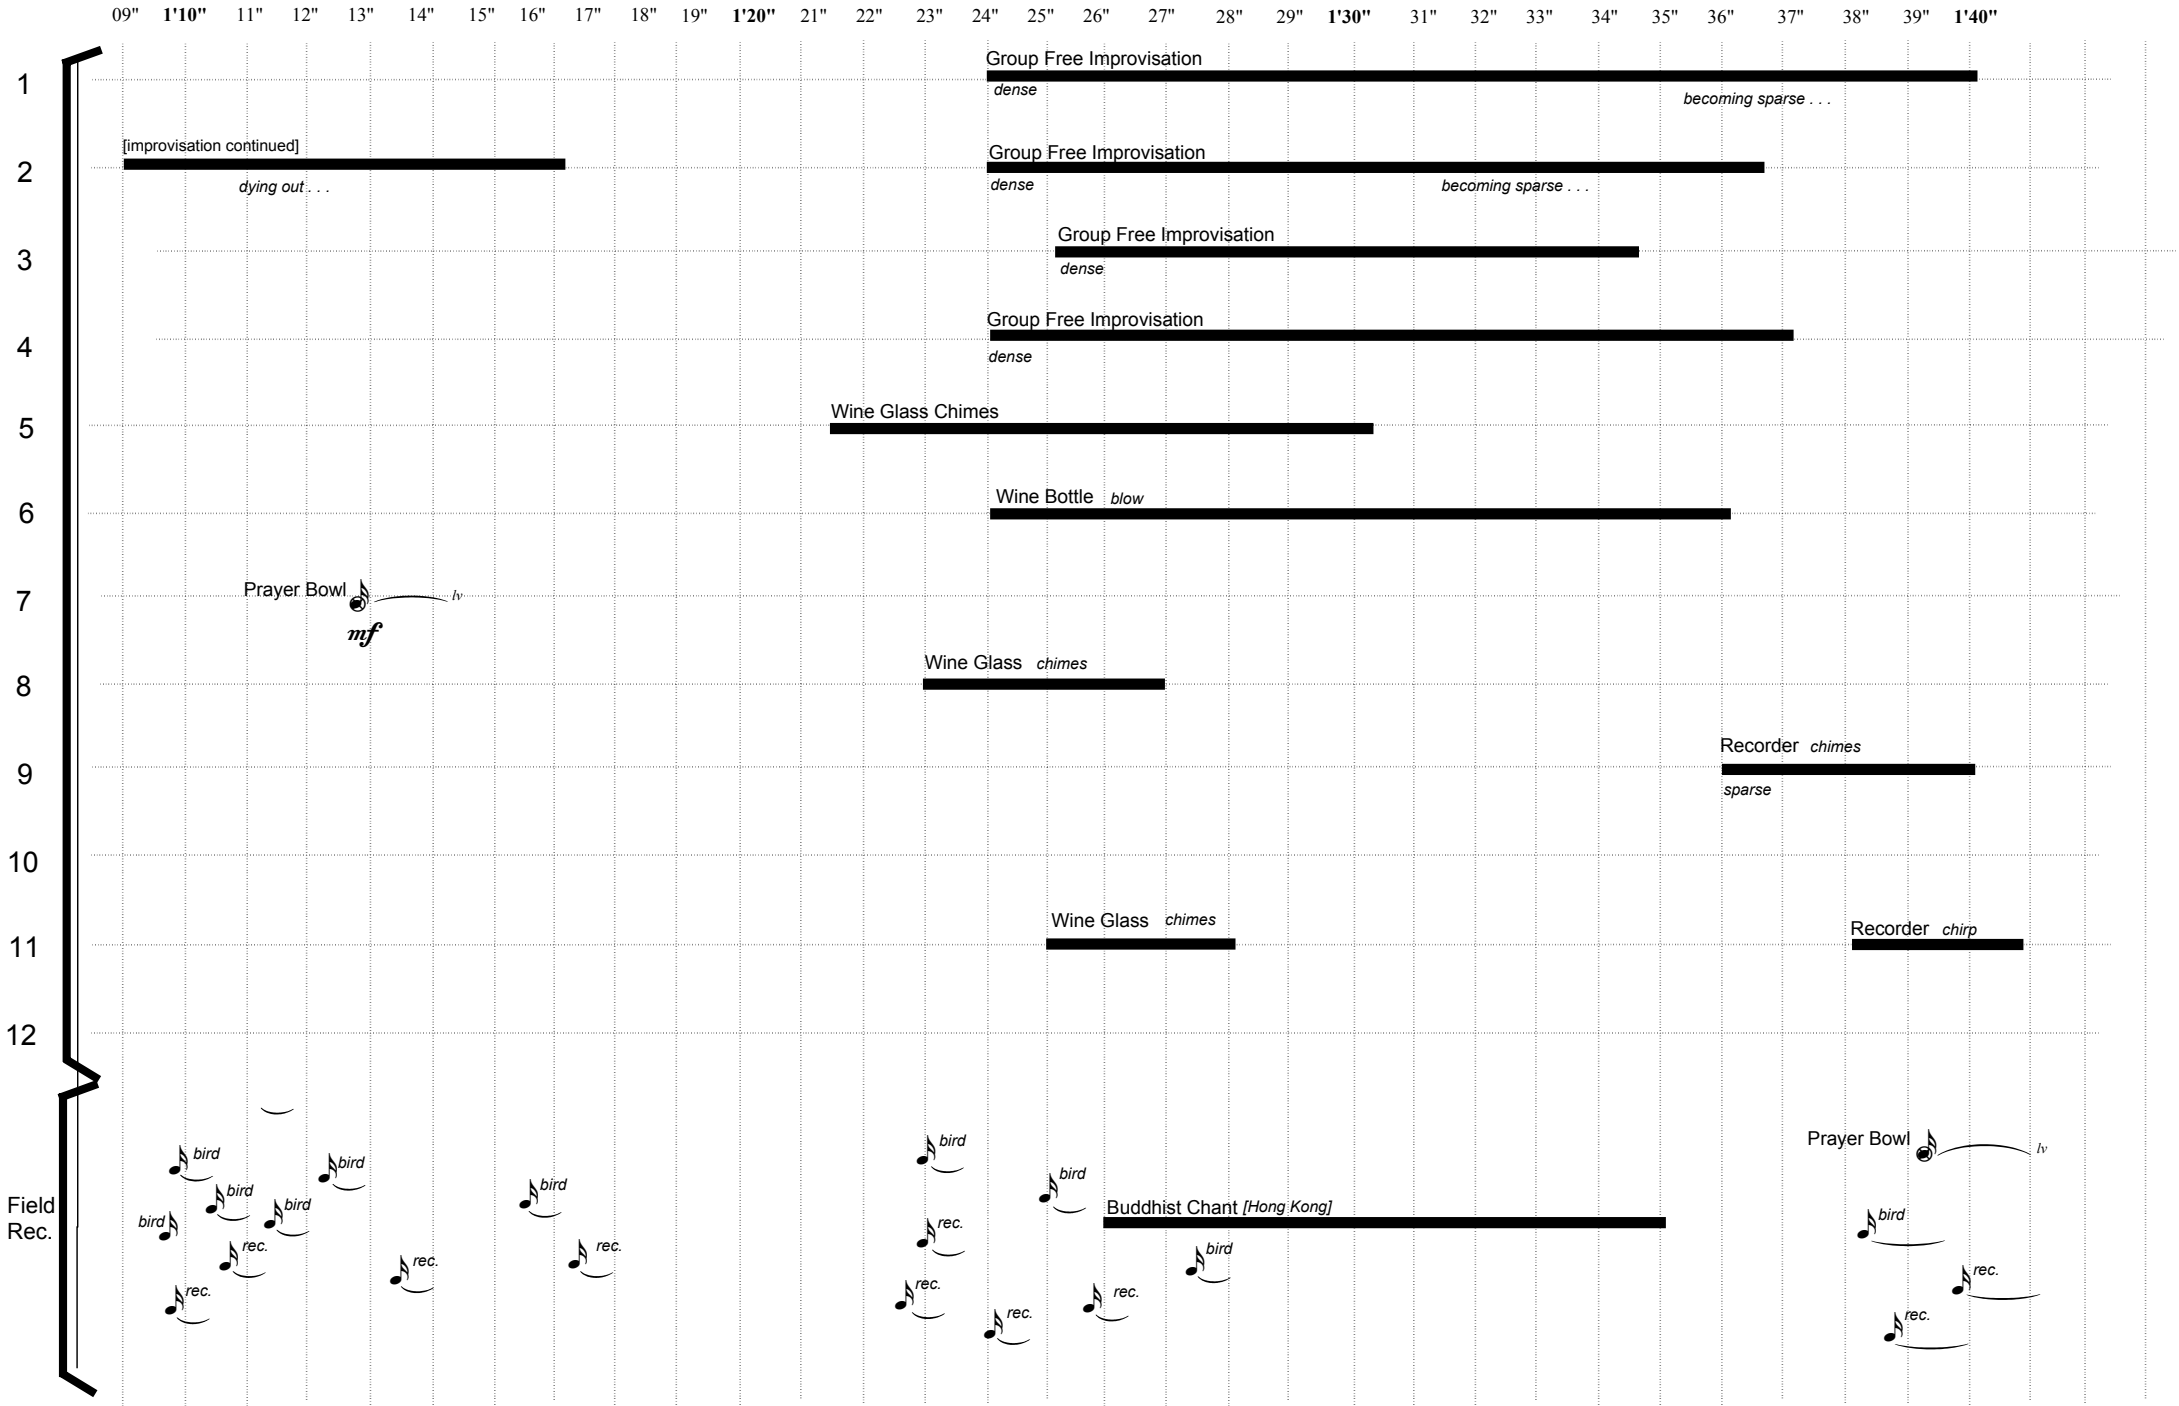 09" 1'10" 11" 12" 13" 14" 15" 16" 17" 18" 19" 1'20" 21" 22" 23" 24" 25" 26" 27" 28" 29" 1'30" 31" 32" 33" 34" 35" 36" 37" 38" 39" 1'40"
Group Free Improvisation
1
dense
becoming sparse . . .
[improvisation continued]
Group Free Improvisation
2
dying out . . .
dense
becoming sparse . . .
Group Free Improvisation
3
dense
Group Free Improvisation
4
dense
Wine Glass Chimes
5
Wine Bottle blow
6
Prayer Bowl lv
7
mf
Wine Glass chimes
8
Recorder chimes
9
sparse
10
Wine Glass chimes
Recorder chirp
11
12
Field
Rec.
bird
bird
bird
bird
bird
rec.
rec.
rec.
bird
rec.
bird
rec.
rec.
rec.
bird
rec.
Buddhist Chant [Hong Kong]
bird
Prayer Bowl lv
bird
rec.
rec.